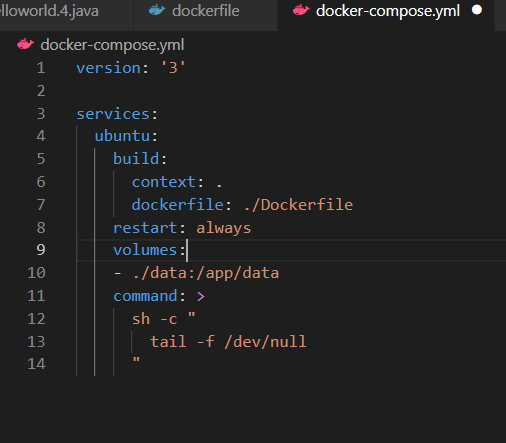 elloworld.4.java dockerfile docker-compose.yml
docker-compose.yml
1 version: '3'
2
3 services:
4   ubuntu:
5     build:
6       context: .
7       dockerfile: ./Dockerfile
8     restart: always
9     volumes:
10     - ./data:/app/data
11     command: >
12       sh -c "
13         tail -f /dev/null
14       "